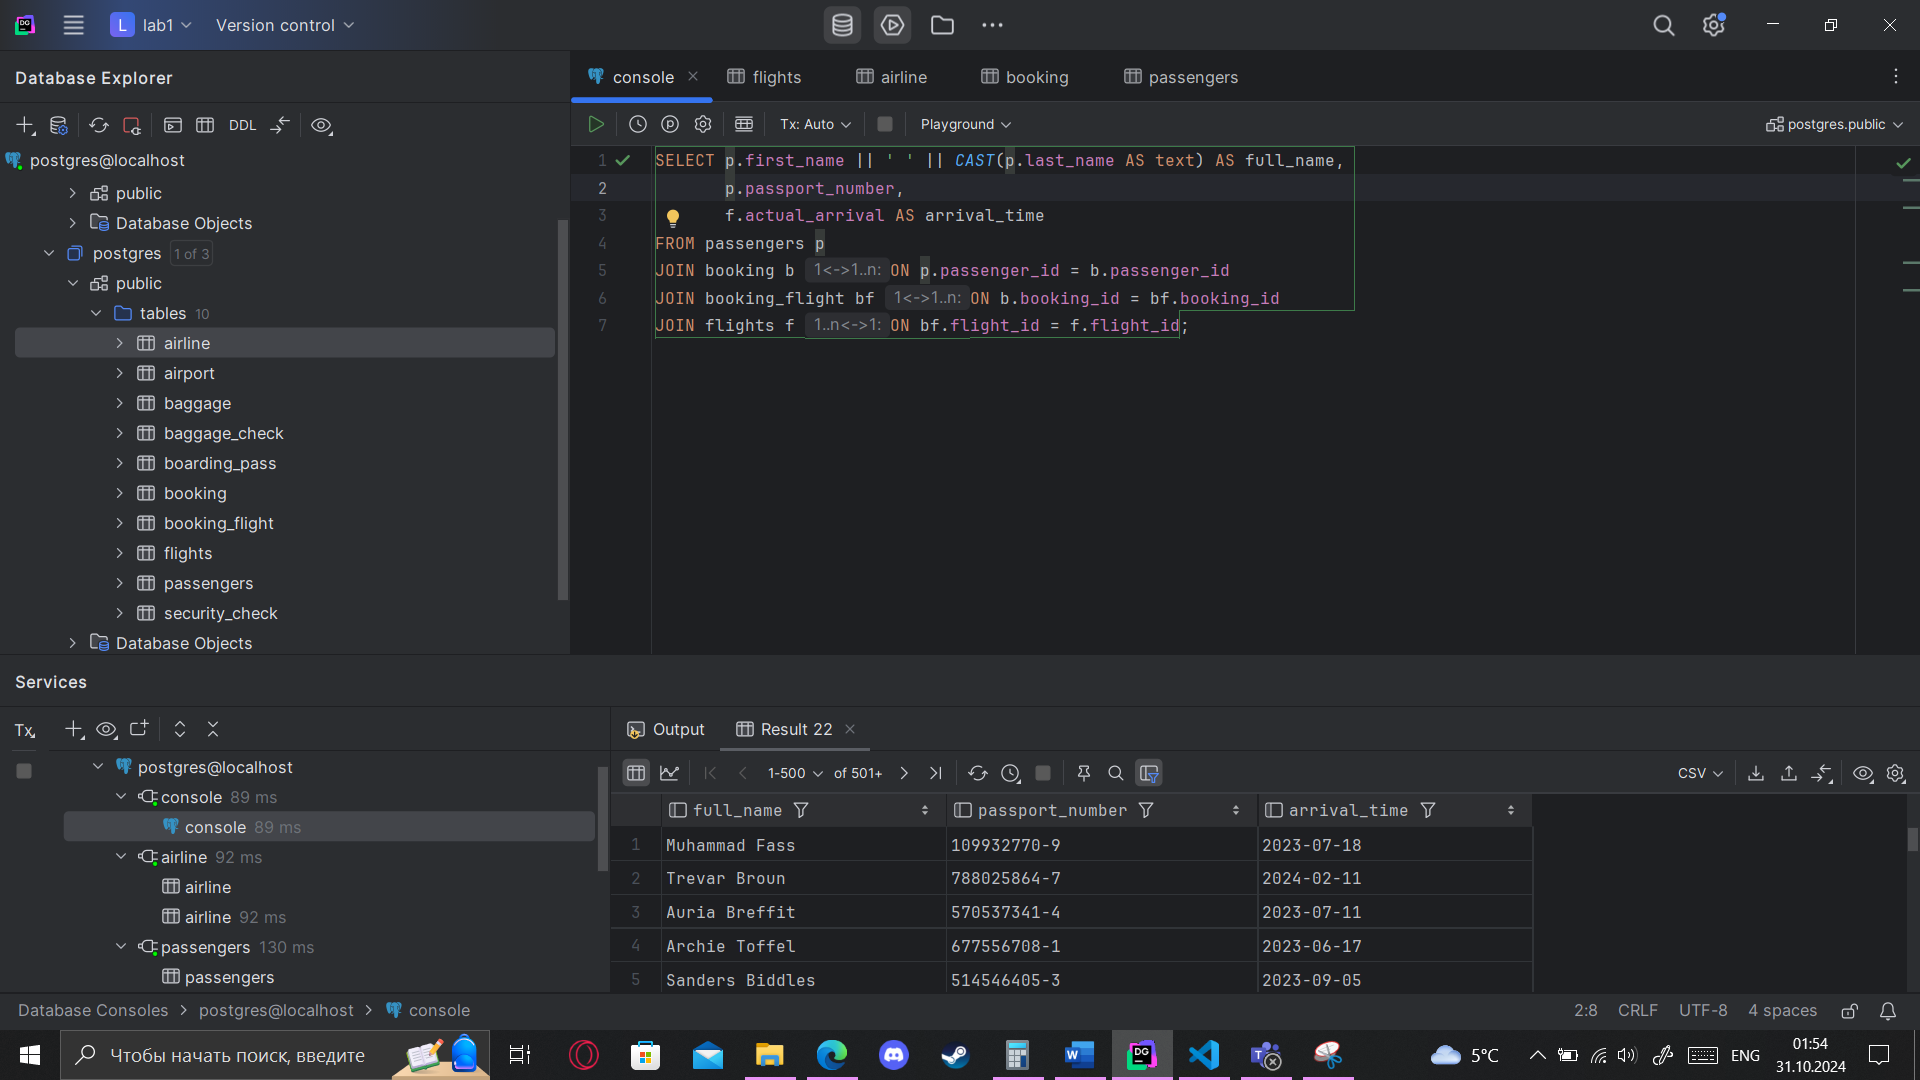 L lab1 Version control
Database Explorer
console flights airline booking passengers
DDL
Tx: Auto Playground postgres.public
postgres@localhost
public
Database Objects
postgres 1 of 3
public
tables 10
airline
airport
baggage
baggage_check
boarding_pass
booking
booking_flight
flights
passengers
security_check
Database Objects
1 SELECT p.first_name || ' ' || CAST(p.last_name AS text) AS full_name,
2 p.passport_number,
3 f.actual_arrival AS arrival_time
4 FROM passengers p
5 JOIN booking b 1<->1..n: ON p.passenger_id = b.passenger_id
6 JOIN booking_flight bf 1<->1..n: ON b.booking_id = bf.booking_id
7 JOIN flights f 1..n<->1: ON bf.flight_id = f.flight_id;
Services
Tx
postgres@localhost
console 89 ms
console 89 ms
airline 92 ms
airline
airline 92 ms
passengers 130 ms
passengers
Output Result 22
1-500 of 501+ CSV
full_name passport_number arrival_time
1 Muhammad Fass 109932770-9 2023-07-18
2 Trevar Broun 788025864-7 2024-02-11
3 Auria Breffit 570537341-4 2023-07-11
4 Archie Toffel 677556708-1 2023-06-17
5 Sanders Biddles 514546405-3 2023-09-05
Database Consoles > postgres@localhost > console
2:8 CRLF UTF-8 4 spaces
Чтобы начать поиск, введите
5°C ENG
01:54
31.10.2024